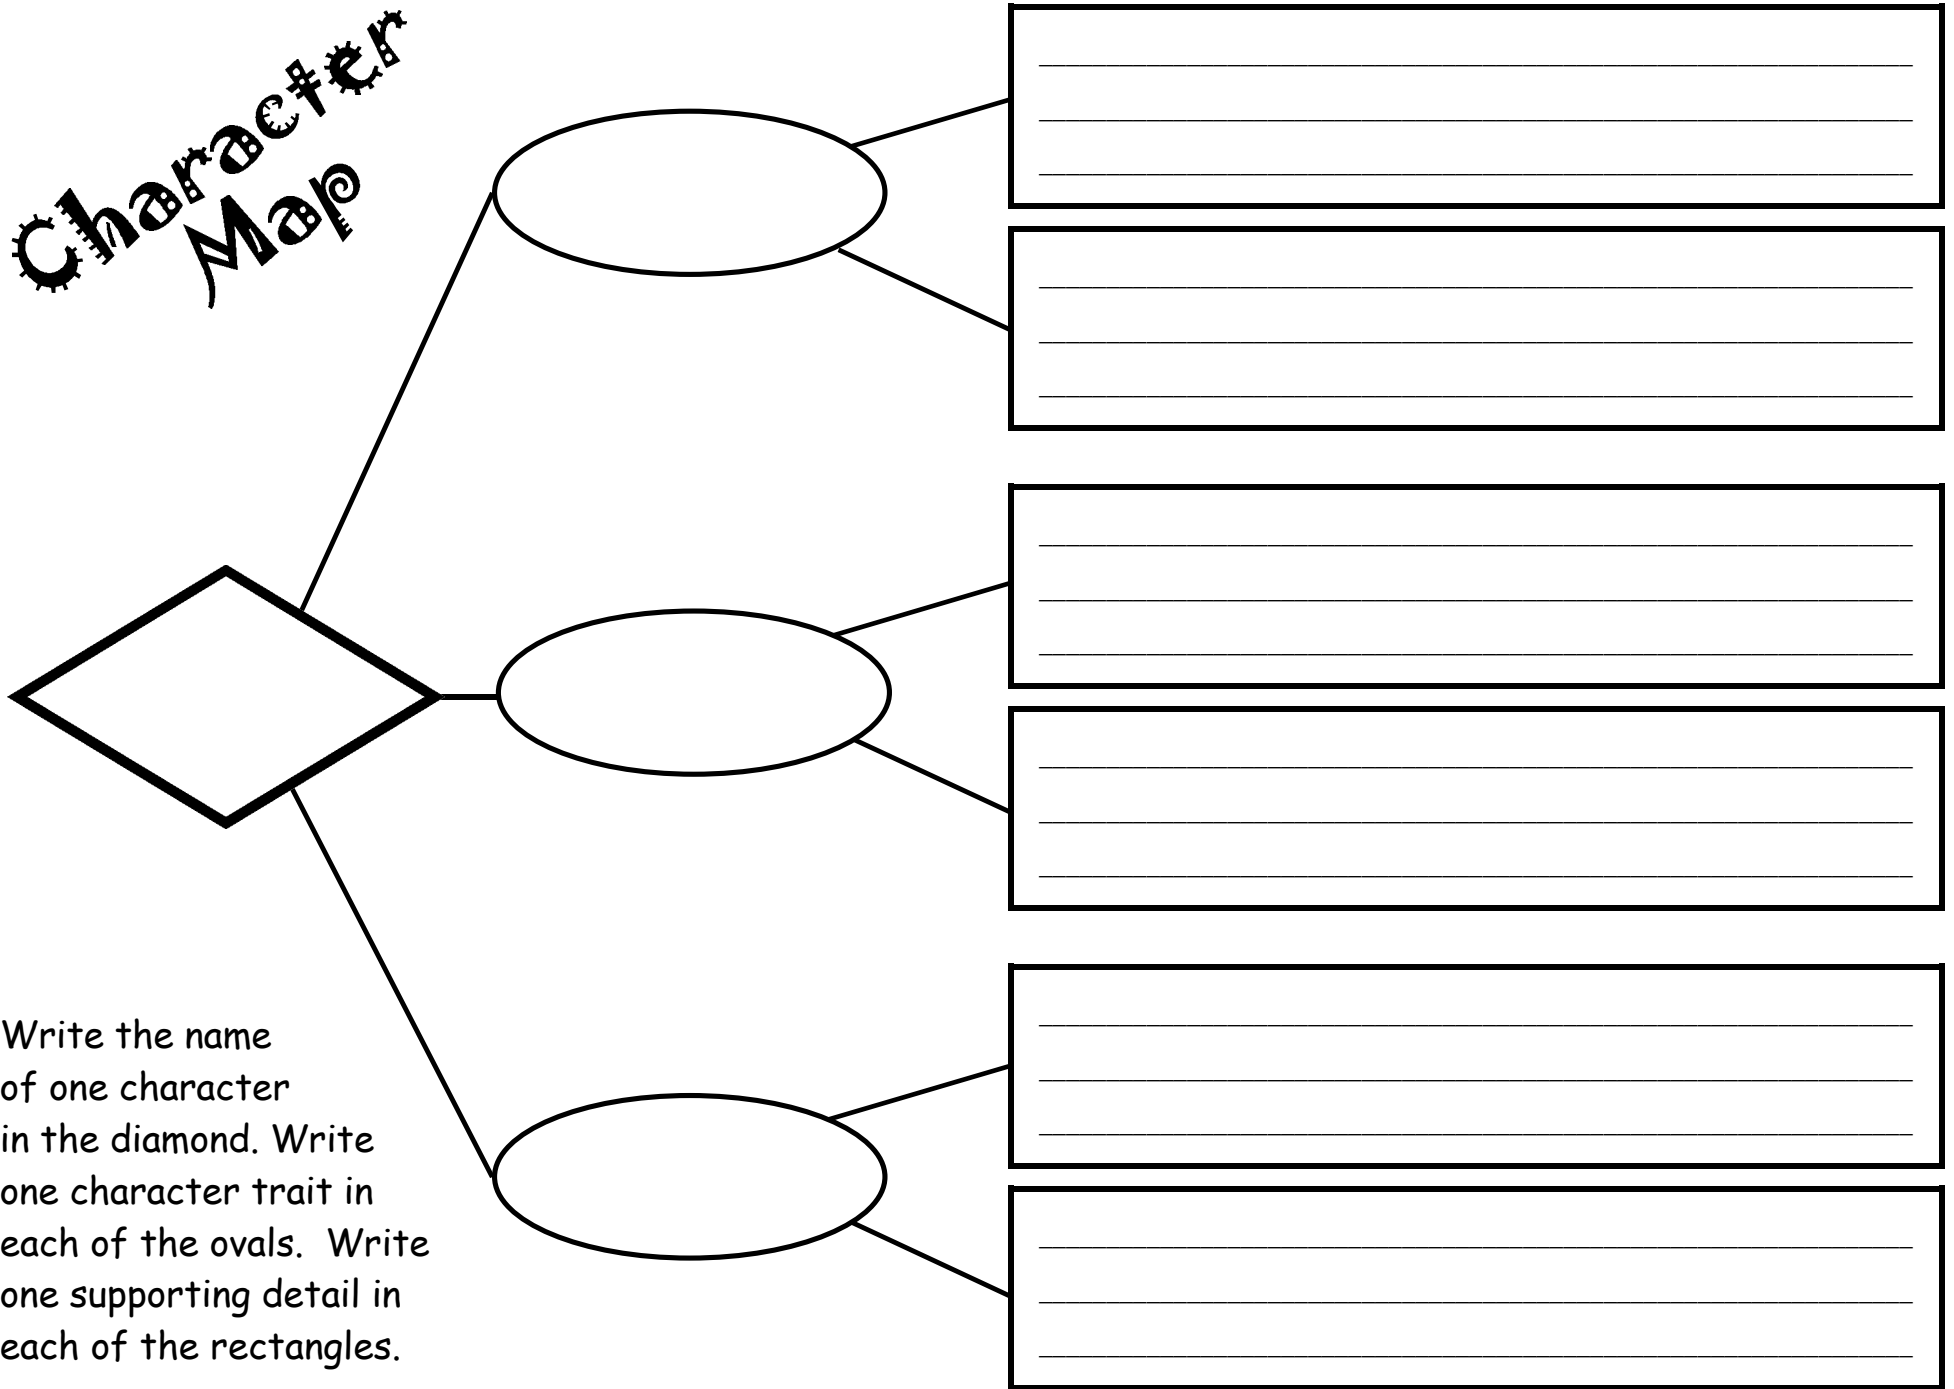 Character
Map
Write the name
of one character
in the diamond. Write
one character trait in
each of the ovals.  Write
one supporting detail in
each of the rectangles.